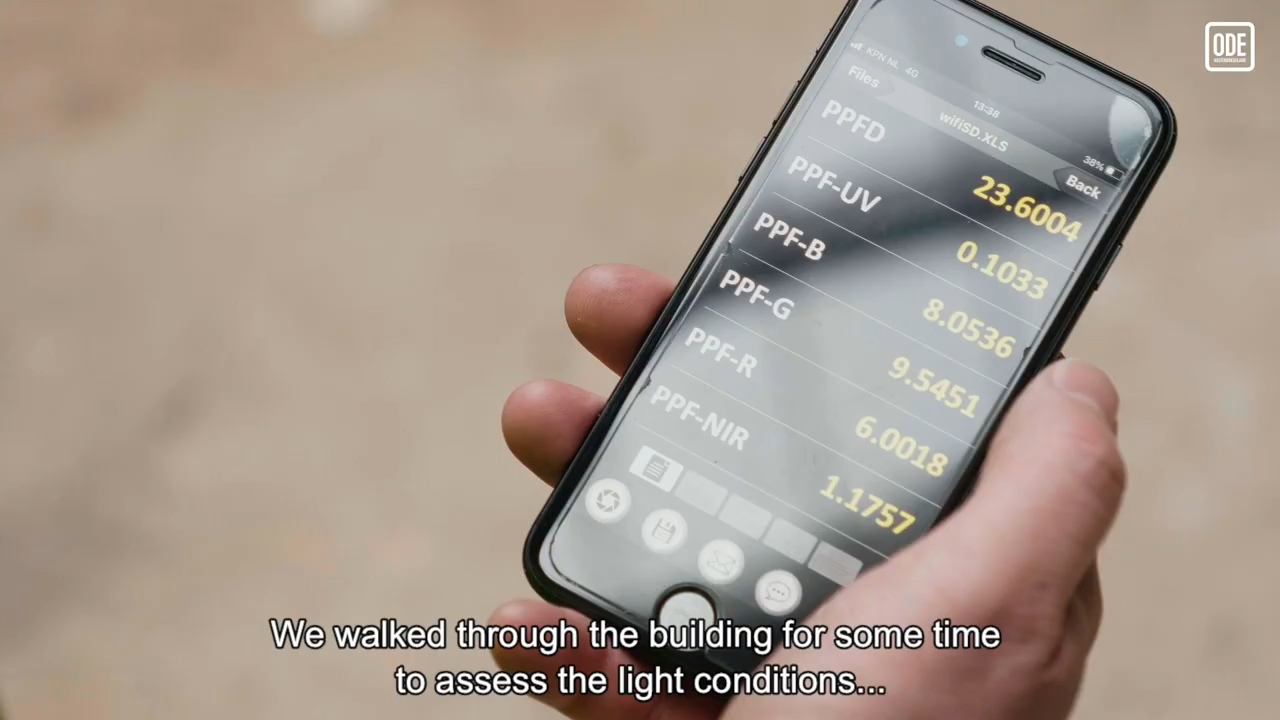 ODE
KPN NL 4G
13:38
38%
Files
wifiSD.XLS
Back
PPFD 23.6004
PPF-UV 0.1033
PPF-B 8.0536
PPF-G 9.5451
PPF-R 6.0018
PPF-NIR 1.1757
We walked through the building for some time
to assess the light conditions...